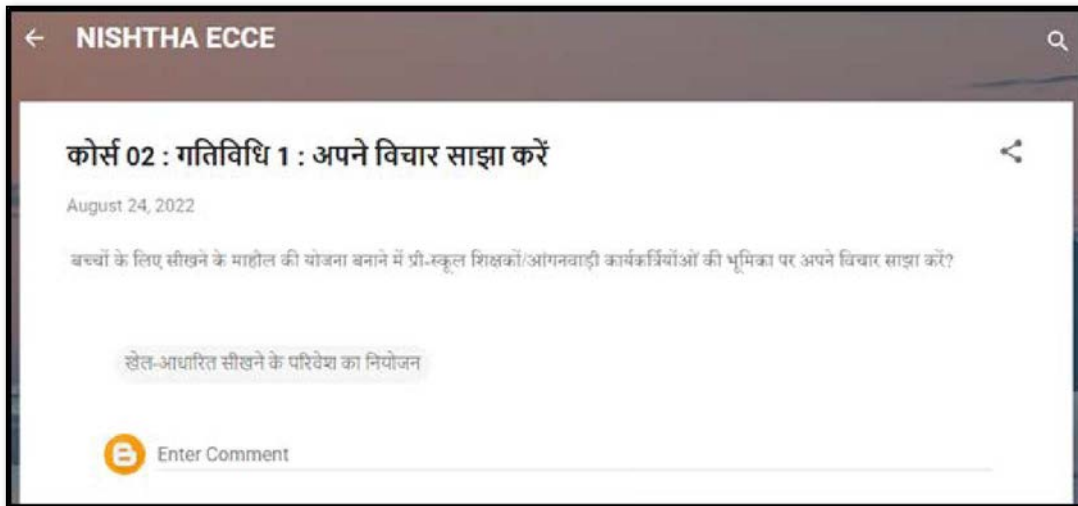 NISHTHA ECCE
कोर्स 02 : गतिविधि 1 : अपने विचार साझा करें
August 24, 2022
बच्चों के लिए सीखने के माहौल की योजना बनाने में प्री-स्कूल शिक्षकों/आंगनवाड़ी कार्यकर्त्रियोंओं की भूमिका पर अपने विचार साझा करें?
खेल-आधारित सीखने के परिवेश का नियोजन
Enter Comment